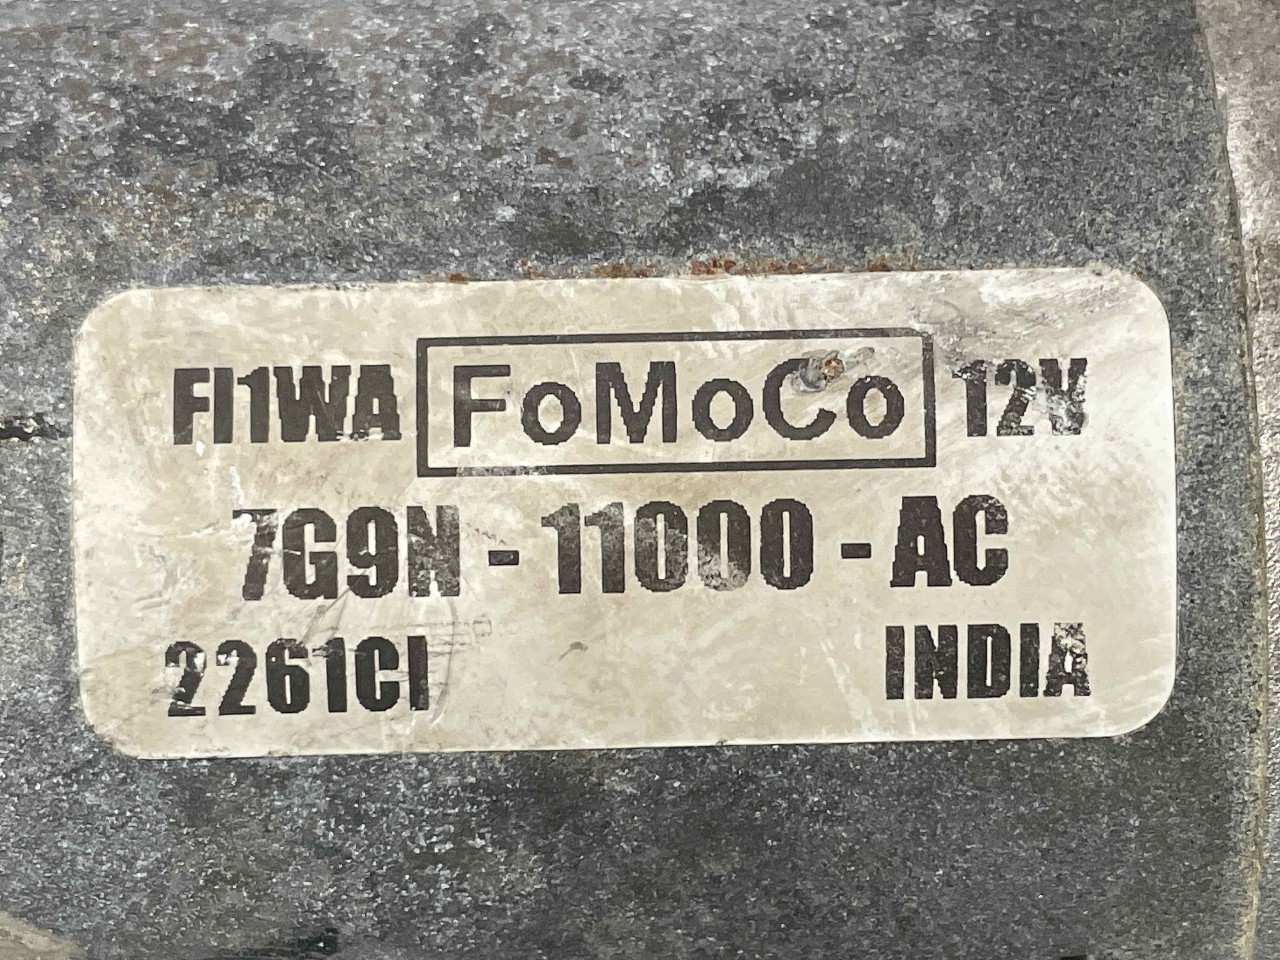 FI1WA FoMoCo 12V
7G9N - 11000 - AC
2261CI INDIA